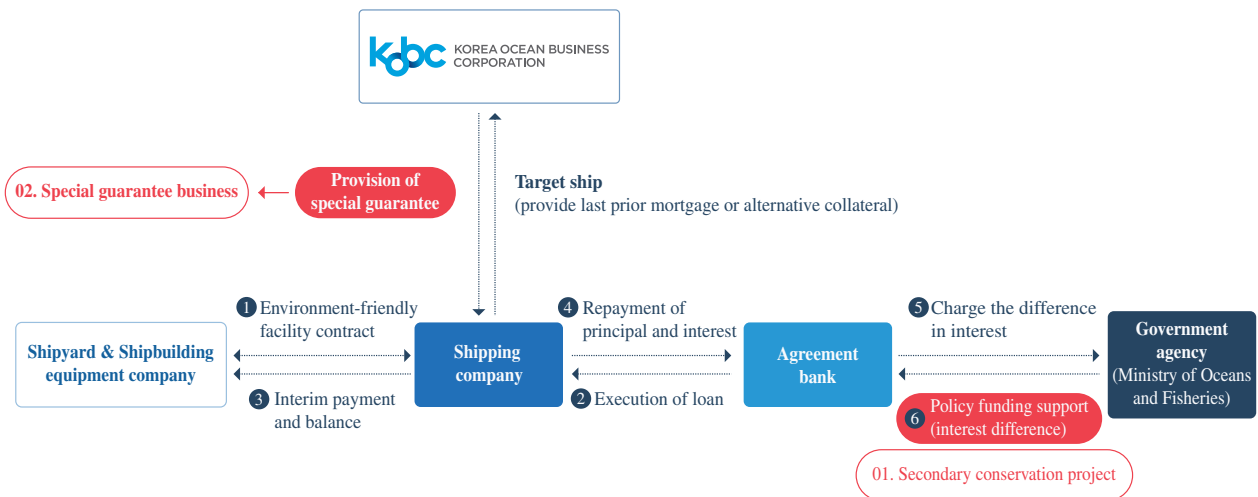 kobc KOREA OCEAN BUSINESS
CORPORATION
02. Special guarantee business
Provision of
special guarantee
Target ship
(provide last prior mortgage or alternative collateral)
1 Environment-friendly
facility contract
4 Repayment of
principal and interest
5 Charge the difference
in interest
Shipyard & Shipbuilding
equipment company
Shipping
company
Agreement
bank
Government
agency
(Ministry of Oceans
and Fisheries)
3 Interim payment
and balance
2 Execution of loan
6 Policy funding support
(interest difference)
01. Secondary conservation project